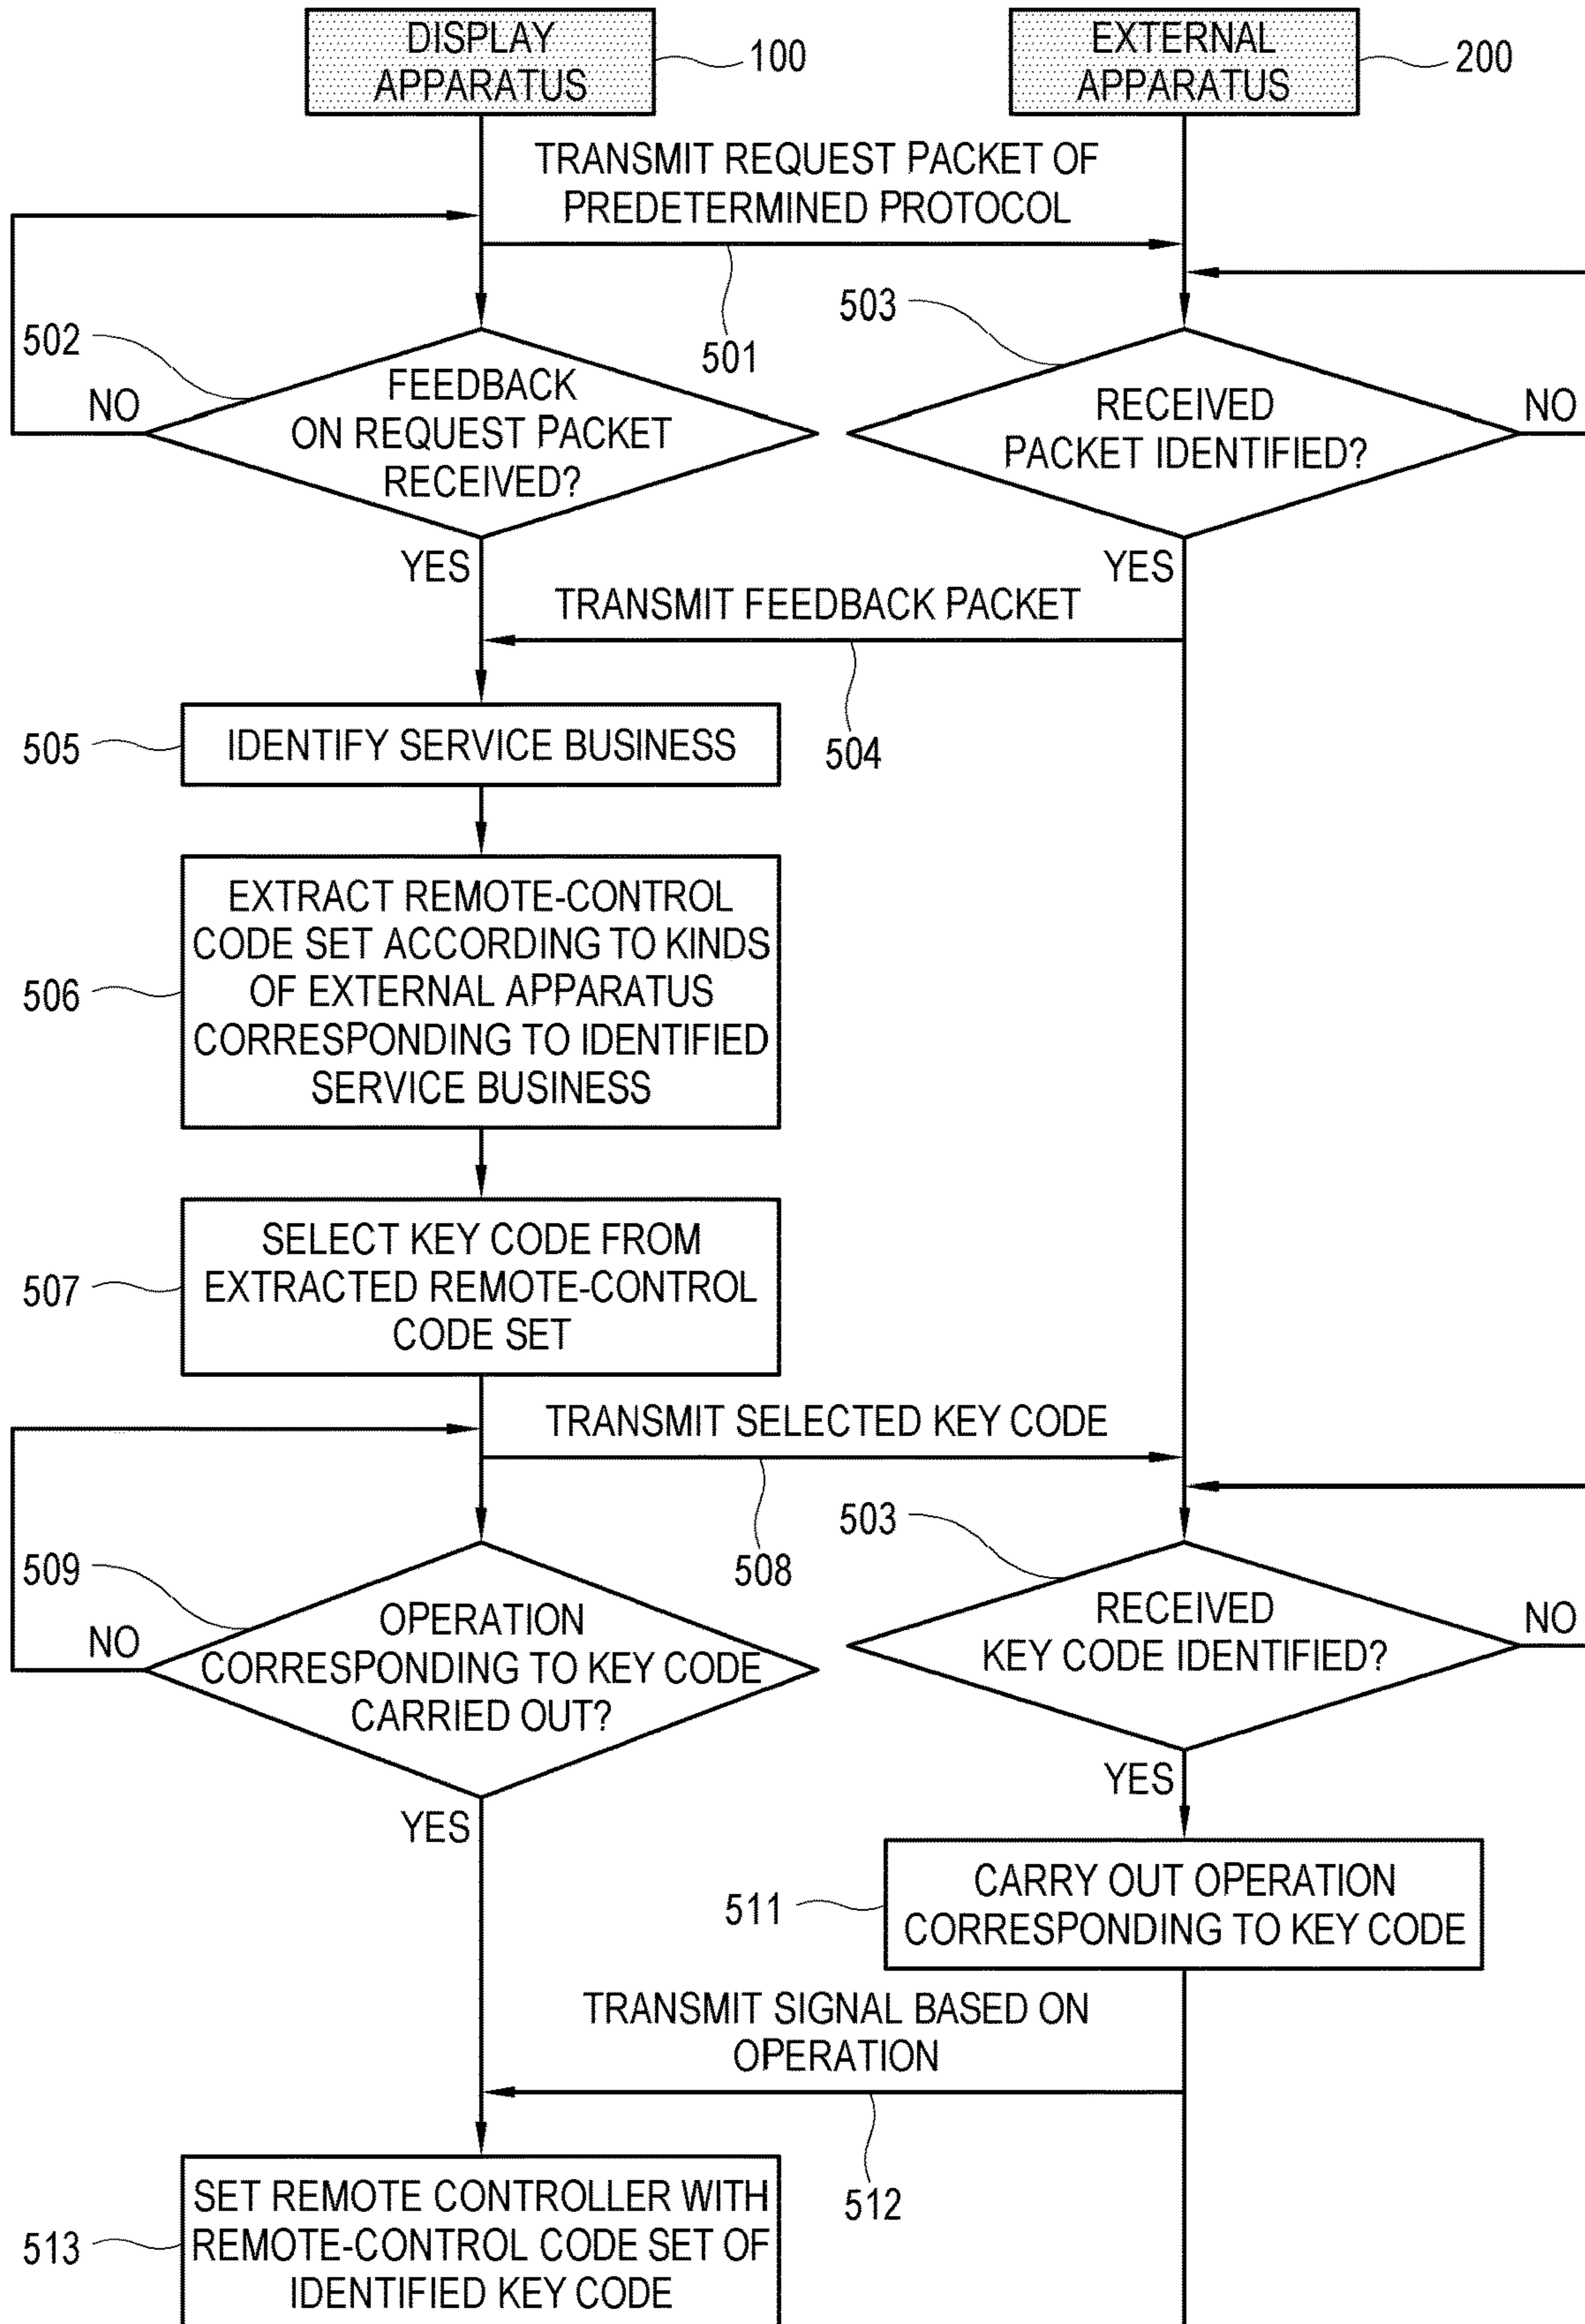 DISPLAY
APPARATUS
100
EXTERNAL
APPARATUS
200
TRANSMIT REQUEST PACKET OF
PREDETERMINED PROTOCOL
501
502
NO
FEEDBACK
ON REQUEST PACKET
RECEIVED?
YES
503
RECEIVED
PACKET IDENTIFIED?
NO
YES
TRANSMIT FEEDBACK PACKET
504
505
IDENTIFY SERVICE BUSINESS
506
EXTRACT REMOTE-CONTROL
CODE SET ACCORDING TO KINDS
OF EXTERNAL APPARATUS
CORRESPONDING TO IDENTIFIED
SERVICE BUSINESS
507
SELECT KEY CODE FROM
EXTRACTED REMOTE-CONTROL
CODE SET
TRANSMIT SELECTED KEY CODE
508
509
NO
OPERATION
CORRESPONDING TO KEY CODE
CARRIED OUT?
YES
503
RECEIVED
KEY CODE IDENTIFIED?
NO
YES
511
CARRY OUT OPERATION
CORRESPONDING TO KEY CODE
TRANSMIT SIGNAL BASED ON
OPERATION
512
513
SET REMOTE CONTROLLER WITH
REMOTE-CONTROL CODE SET OF
IDENTIFIED KEY CODE